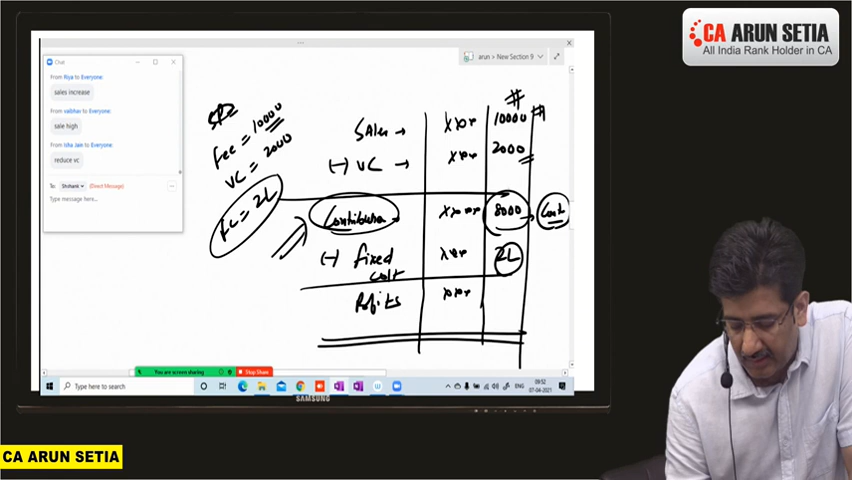 CA ARUN SETIA
All India Rank Holder in CA
Chat
From Riya to Everyone:
sales increase
From vaibhav to Everyone:
sale high
From Isha Jain to Everyone:
reduce vc
To: Shihank (Direct Message)
Type message here...
arun > New Section 9
Fee = 10000
VC = 2000
FC = 2L
Sales → xxx 10000
(-) VC → xxx 2000
Contribution xxxx 8000
(-) fixed cost xxx 2L
Profits xxx
You are screen sharing Stop Share
Type here to search
ENG
09:52
07-04-2021
SAMSUNG
CA ARUN SETIA